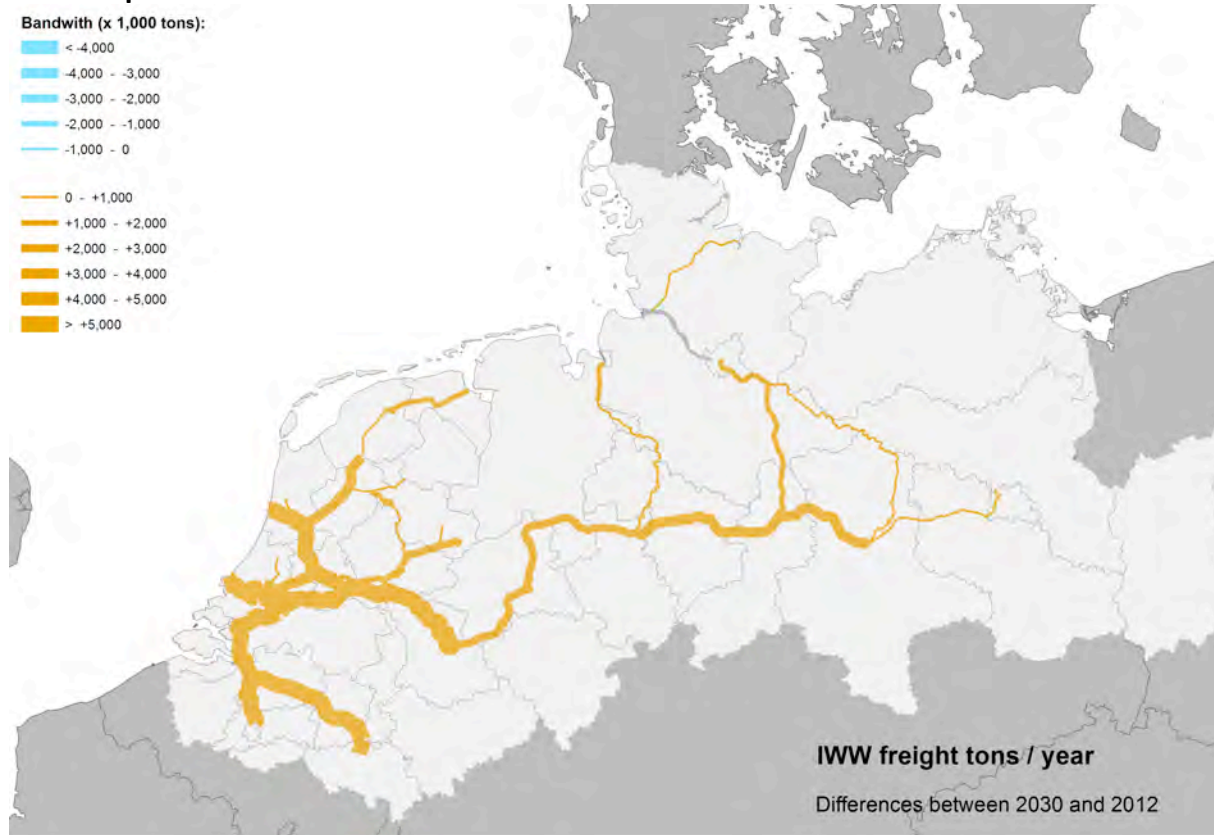 Bandwith (x 1,000 tons):
< -4,000
-4,000 - -3,000
-3,000 - -2,000
-2,000 - -1,000
-1,000 - 0
0 - +1,000
+1,000 - +2,000
+2,000 - +3,000
+3,000 - +4,000
+4,000 - +5,000
> +5,000
IWW freight tons / year
Differences between 2030 and 2012